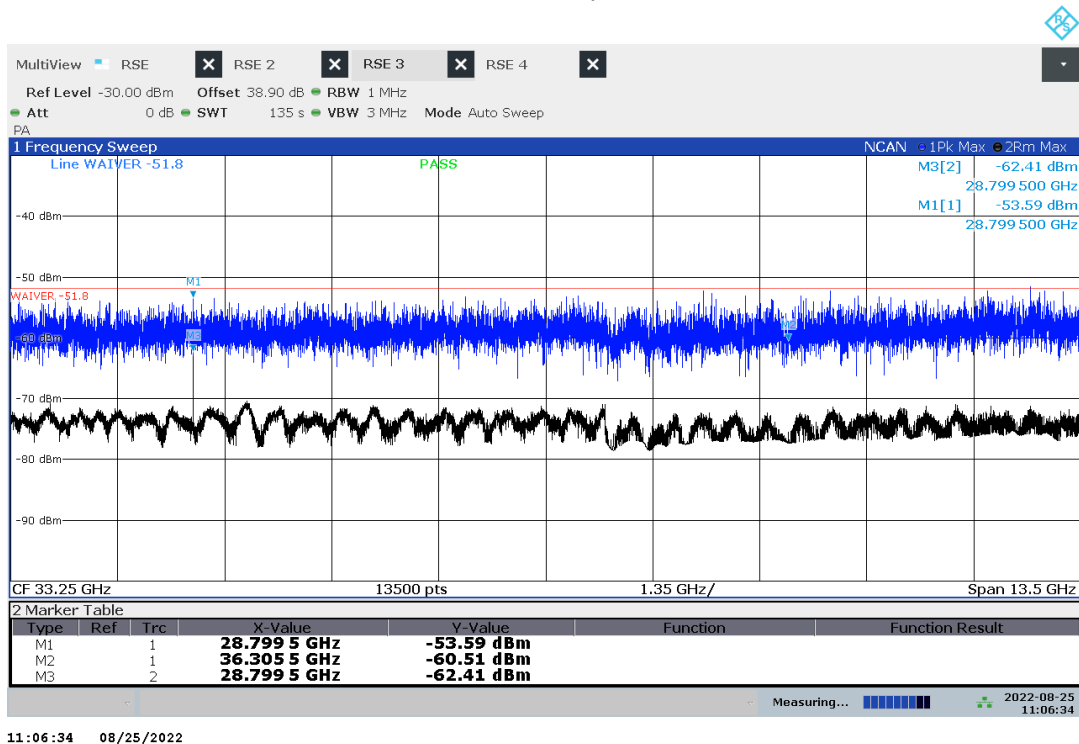 R&S
MultiView RSE RSE 2 RSE 3 RSE 4
Ref Level -30.00 dBm Offset 38.90 dB RBW 1 MHz
Att 0 dB SWT 135 s VBW 3 MHz Mode Auto Sweep
PA
1 Frequency Sweep NCAN 1Pk Max 2Rm Max
Line WAIVER -51.8 PASS M3[2] -62.41 dBm
28.799 500 GHz
M1[1] -53.59 dBm
-40 dBm
28.799 500 GHz
-50 dBm
M1
WAIVER -51.8
M2
M3
-60 dBm
-70 dBm
-80 dBm
-90 dBm
CF 33.25 GHz 13500 pts 1.35 GHz/ Span 13.5 GHz
2 Marker Table
Type Ref Trc X-Value Y-Value Function Function Result
M1 1 28.799 5 GHz -53.59 dBm
M2 1 36.305 5 GHz -60.51 dBm
M3 2 28.799 5 GHz -62.41 dBm
Measuring... 2022-08-25
11:06:34
11:06:34 08/25/2022